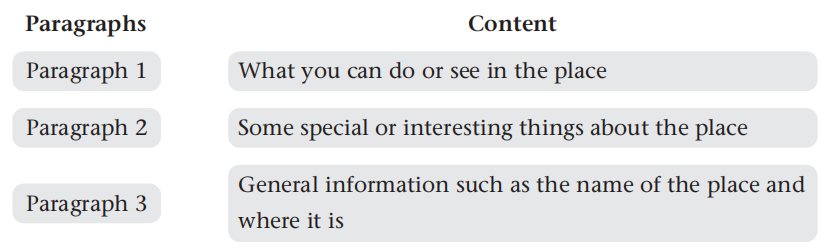 Paragraphs Content
Paragraph 1 What you can do or see in the place
Paragraph 2 Some special or interesting things about the place
Paragraph 3 General information such as the name of the place and
where it is